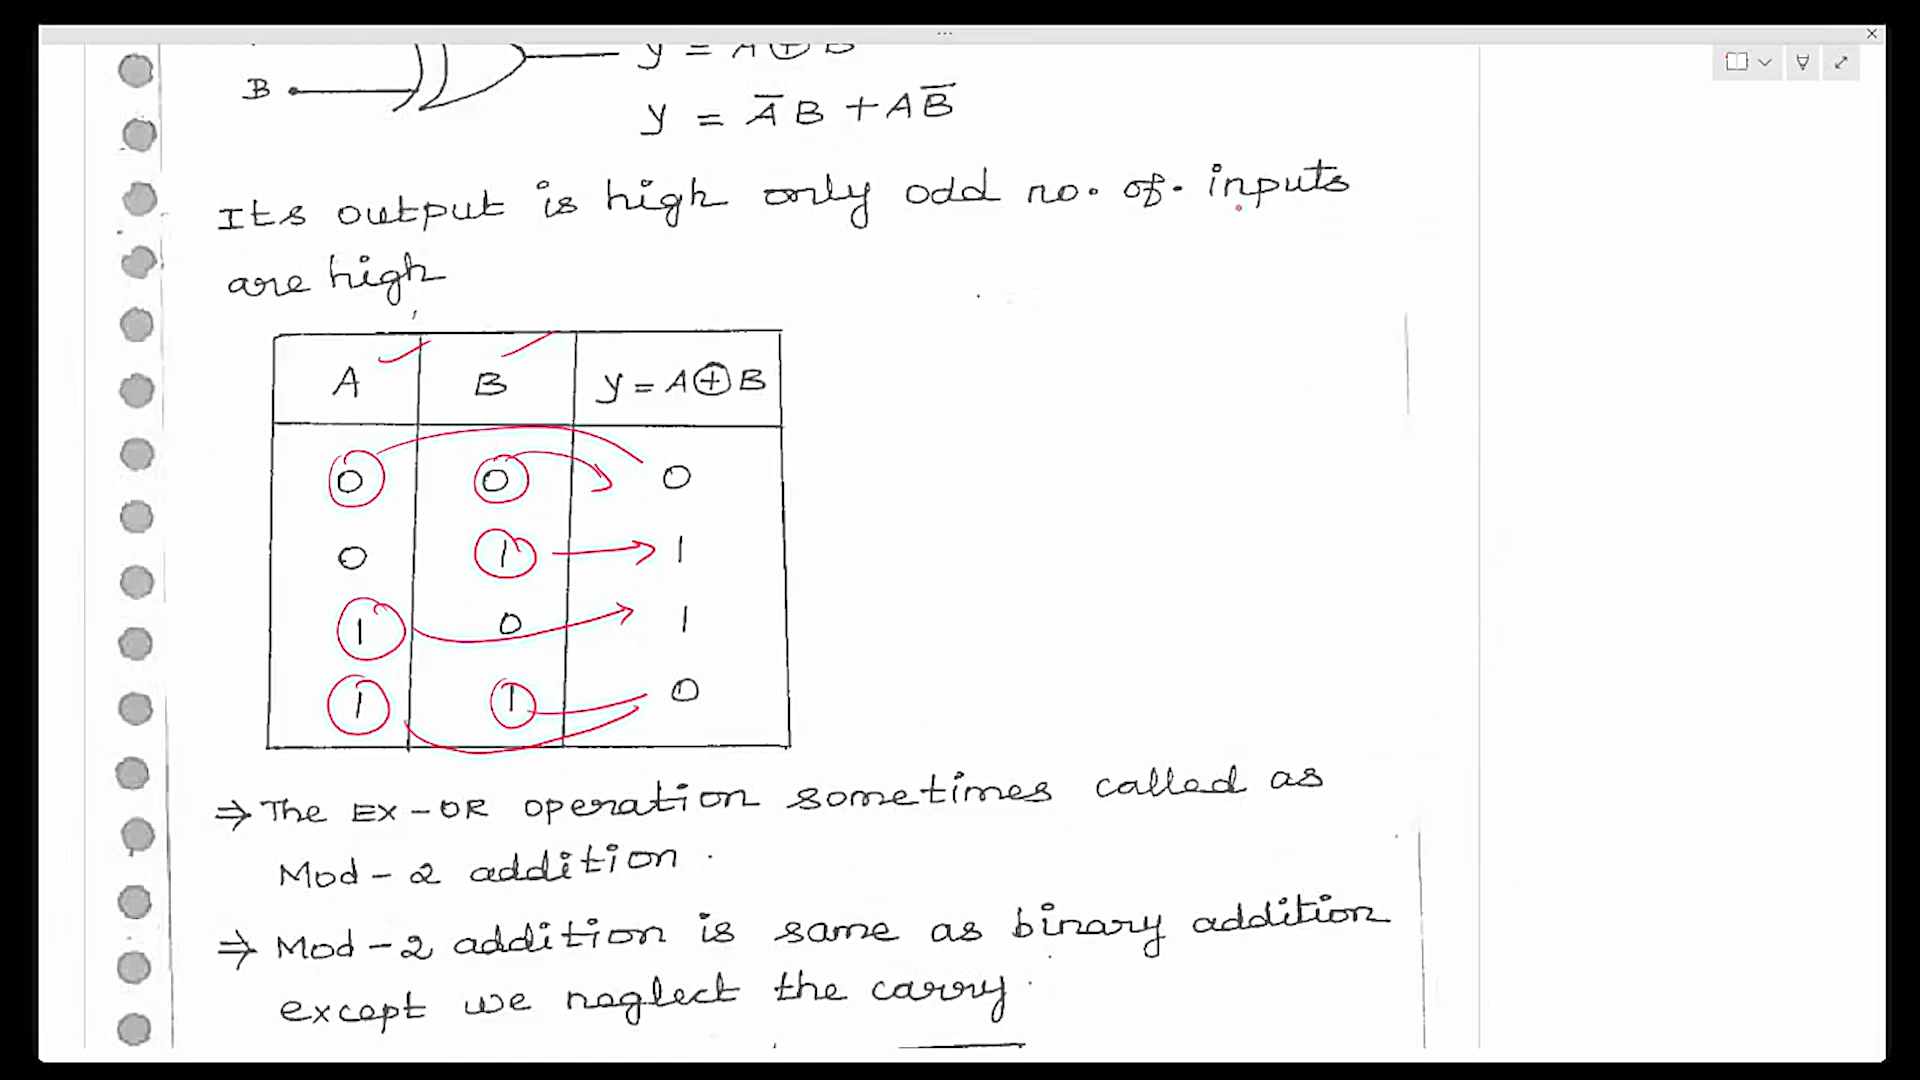 y = A ⊕ B
B
y = A̅ B + A B̅
Its output is high only odd no. of. inputs
are high
A B y = A ⊕ B
0 0 0
0 1 1
1 0 1
1 1 0
⇒ The EX-OR operation sometimes called as
Mod-2 addition.
⇒ Mod-2 addition is same as binary addition
except we neglect the carry.